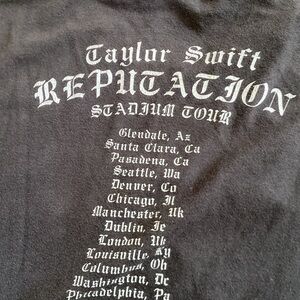 Taylor Swift
REPUTATION
STADIUM TOUR
Glendale, Az
Santa Clara, Ca
Pasadena, Ca
Seattle, Wa
Denver, Co
Chicago, Il
Manchester, Uk
Dublin, Ie
London, Uk
Louisville, Ky
Columbus, Oh
Washington, Dc
Philadelphia, Pa